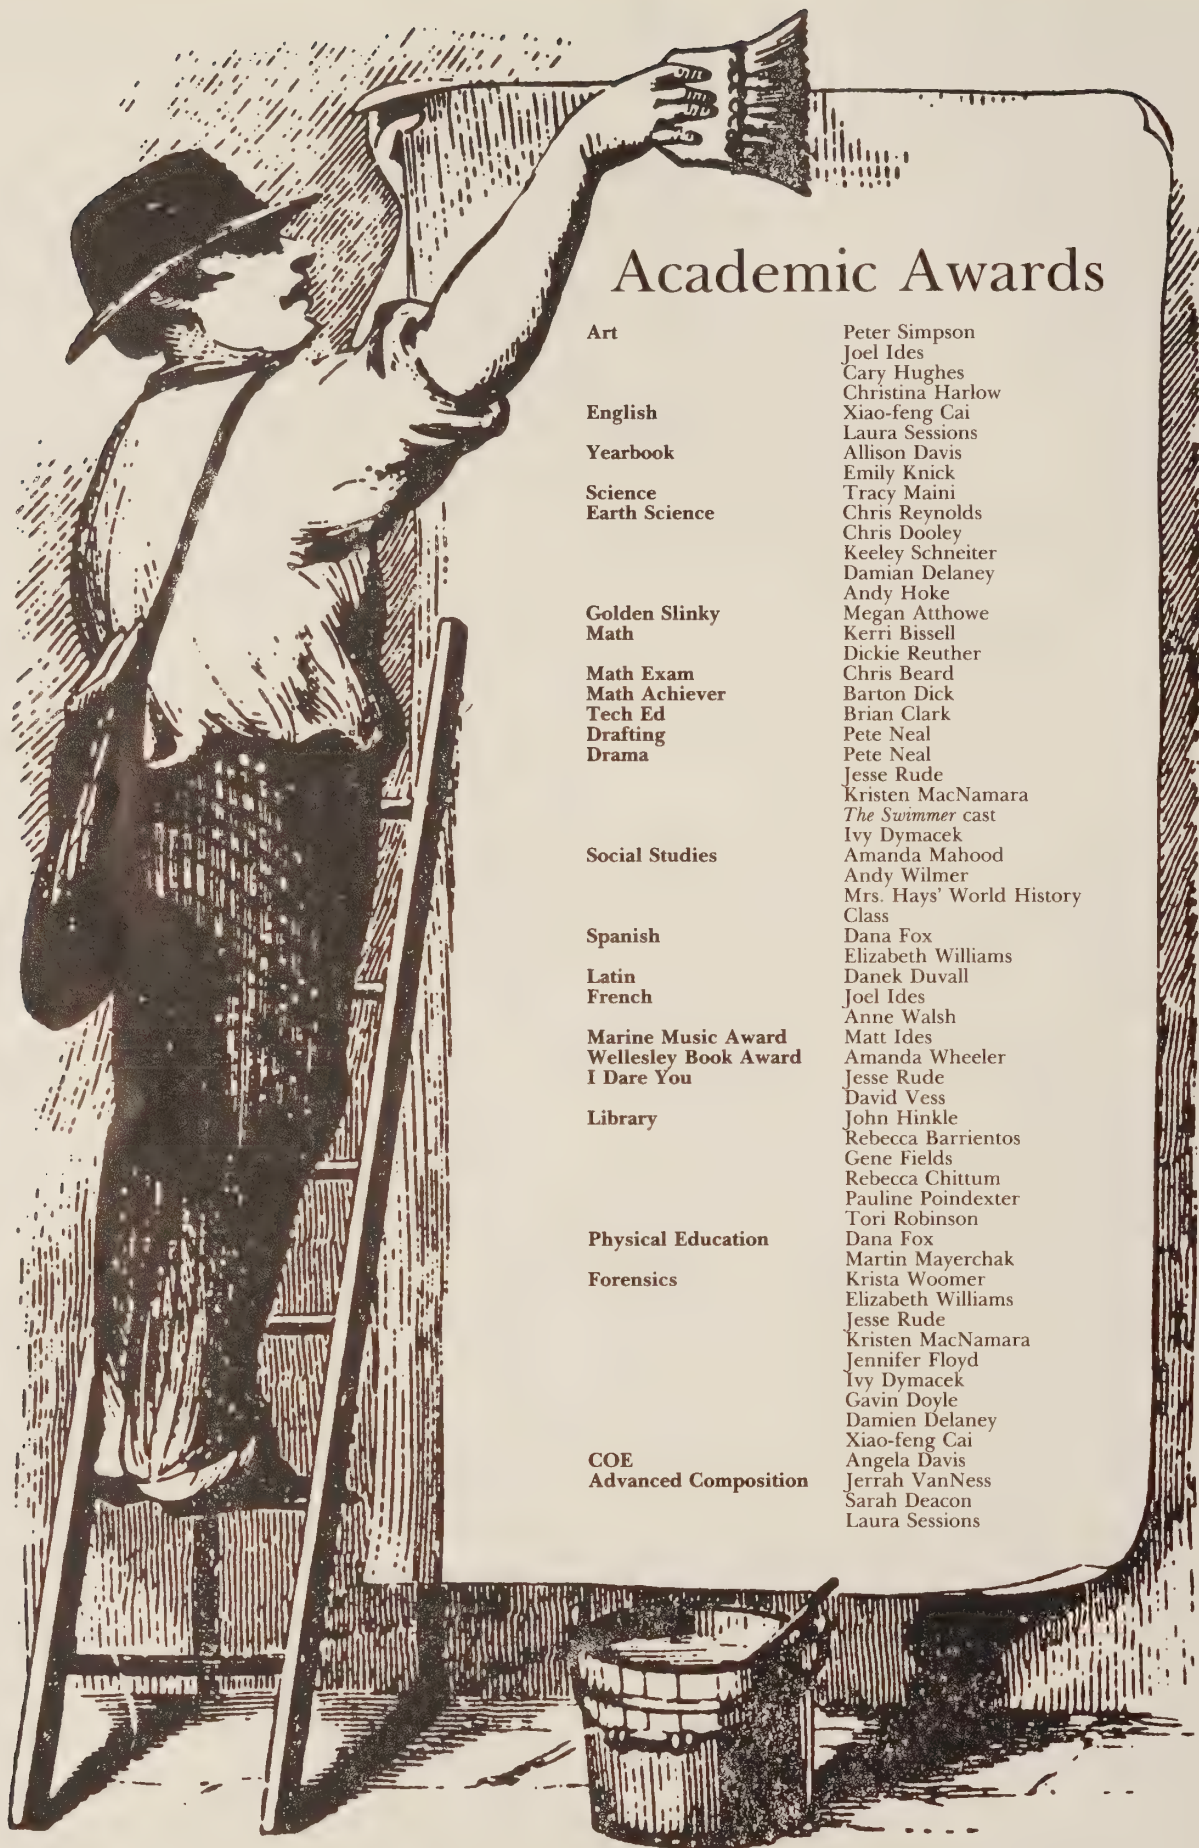 Academic Awards
Art Peter Simpson
Joel Ides
Cary Hughes
Christina Harlow
English Xiao-feng Cai
Laura Sessions
Yearbook Allison Davis
Emily Knick
Science Tracy Maini
Earth Science Chris Reynolds
Chris Dooley
Keeley Schneiter
Damian Delaney
Andy Hoke
Golden Slinky Megan Atthowe
Math Kerri Bissell
Dickie Reuther
Math Exam Chris Beard
Math Achiever Barton Dick
Tech Ed Brian Clark
Drafting Pete Neal
Drama Pete Neal
Jesse Rude
Kristen MacNamara
The Swimmer cast
Ivy Dymacek
Social Studies Amanda Mahood
Andy Wilmer
Mrs. Hays' World History
Class
Spanish Dana Fox
Elizabeth Williams
Latin Danek Duvall
French Joel Ides
Anne Walsh
Marine Music Award Matt Ides
Wellesley Book Award Amanda Wheeler
I Dare You Jesse Rude
David Vess
Library John Hinkle
Rebecca Barrientos
Gene Fields
Rebecca Chittum
Pauline Poindexter
Tori Robinson
Physical Education Dana Fox
Martin Mayerchak
Forensics Krista Woomer
Elizabeth Williams
Jesse Rude
Kristen MacNamara
Jennifer Floyd
Ivy Dymacek
Gavin Doyle
Damien Delaney
Xiao-feng Cai
COE Angela Davis
Advanced Composition Jerrah VanNess
Sarah Deacon
Laura Sessions